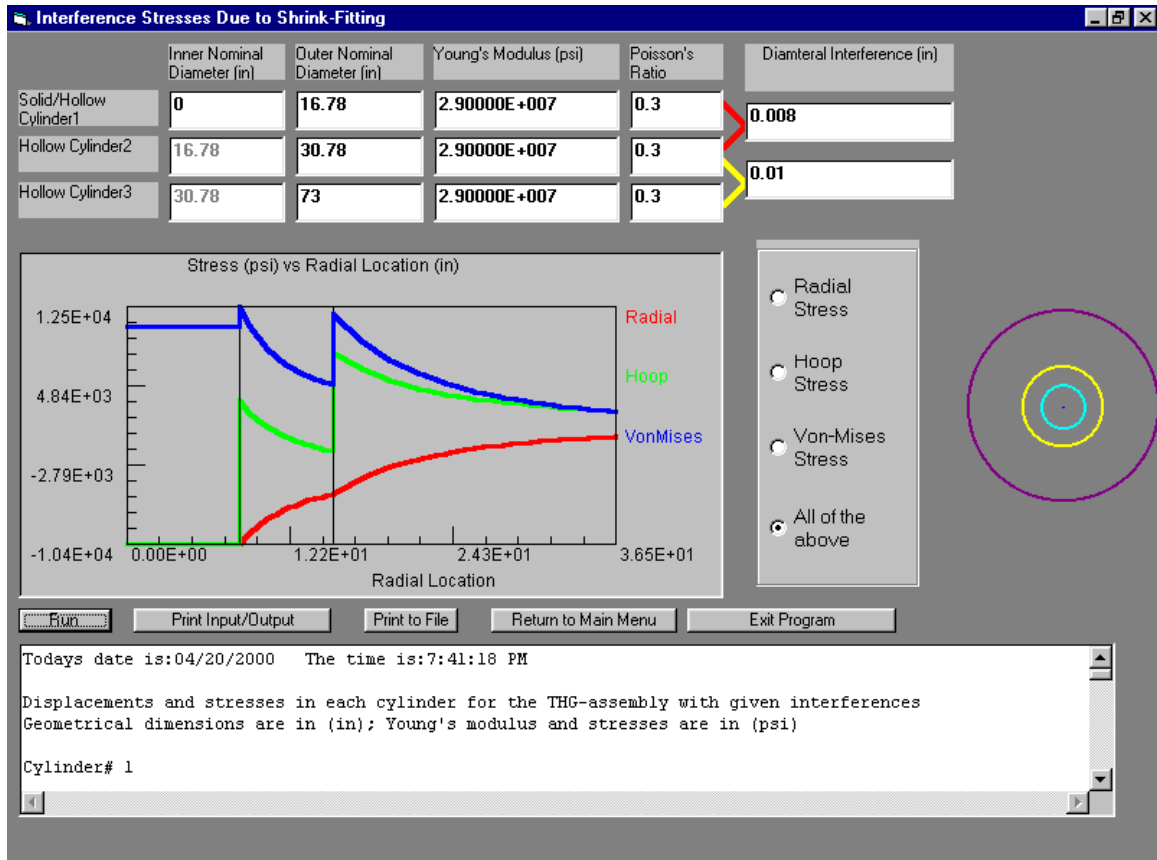 Interference Stresses Due to Shrink-Fitting
Inner Nominal Diameter (in)
Outer Nominal Diameter (in)
Young's Modulus (psi)
Poisson's Ratio
Diamteral Interference (in)
Solid/Hollow Cylinder1
0
16.78
2.90000E+007
0.3
0.008
Hollow Cylinder2
16.78
30.78
2.90000E+007
0.3
0.01
Hollow Cylinder3
30.78
73
2.90000E+007
0.3
Stress (psi) vs Radial Location (in)
1.25E+04
4.84E+03
-2.79E+03
-1.04E+04
0.00E+00
1.22E+01
2.43E+01
3.65E+01
Radial Location
Radial
Hoop
VonMises
Radial Stress
Hoop Stress
Von-Mises Stress
All of the above
Run
Print Input/Output
Print to File
Return to Main Menu
Exit Program
Todays date is:04/20/2000 The time is:7:41:18 PM
Displacements and stresses in each cylinder for the THG-assembly with given interferences
Geometrical dimensions are in (in); Young's modulus and stresses are in (psi)
Cylinder# 1